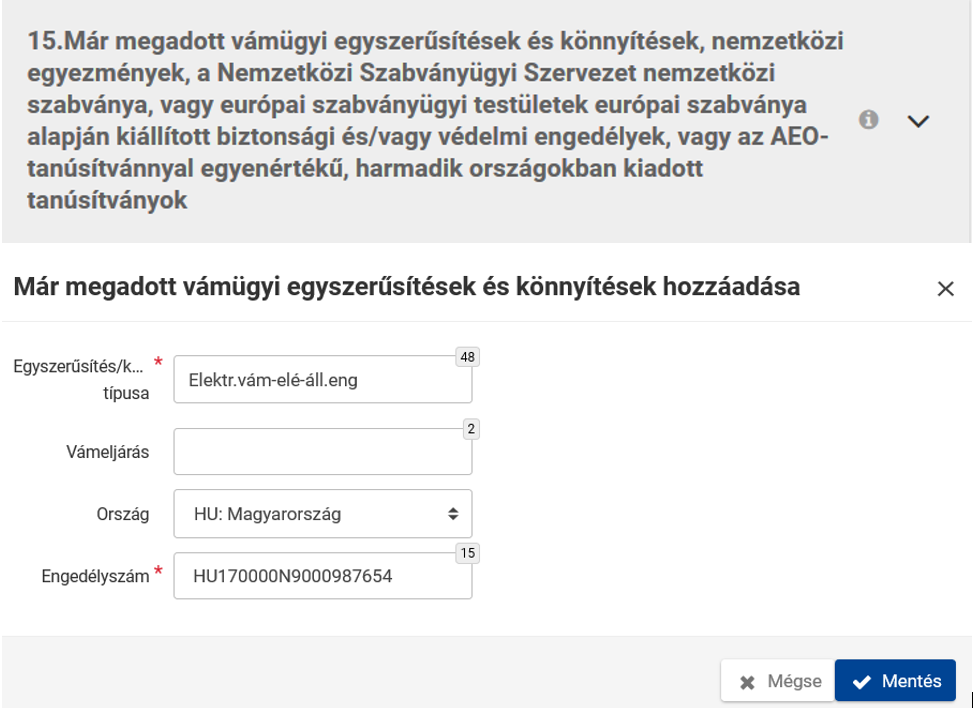 15.Már megadott vámügyi egyszerűsítések és könnyítések, nemzetközi
egyezmények, a Nemzetközi Szabványügyi Szervezet nemzetközi
szabványa, vagy európai szabványügyi testületek európai szabványa
alapján kiállított biztonsági és/vagy védelmi engedélyek, vagy az AEO-
tanúsítvánnyal egyenértékű, harmadik országokban kiadott
tanúsítványok
Már megadott vámügyi egyszerűsítések és könnyítések hozzáadása
Egyszerűsítés/k... *
típusa
48
Elektr.vám-elé-áll.eng
Vámeljárás
2
Ország
HU: Magyarország
Engedélyszám *
15
HU170000N9000987654
Mégse
Mentés